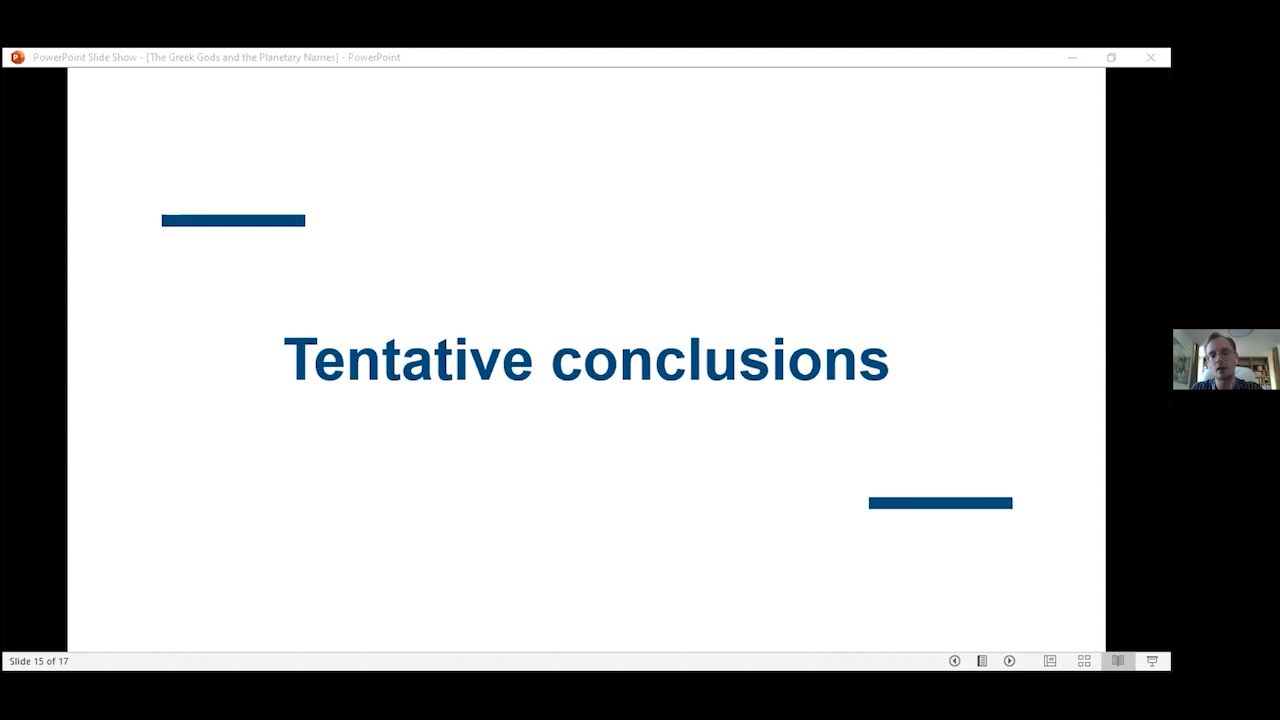 PowerPoint Slide Show - [The Greek Gods and the Planetary Names] - PowerPoint
Tentative conclusions
Slide 15 of 17